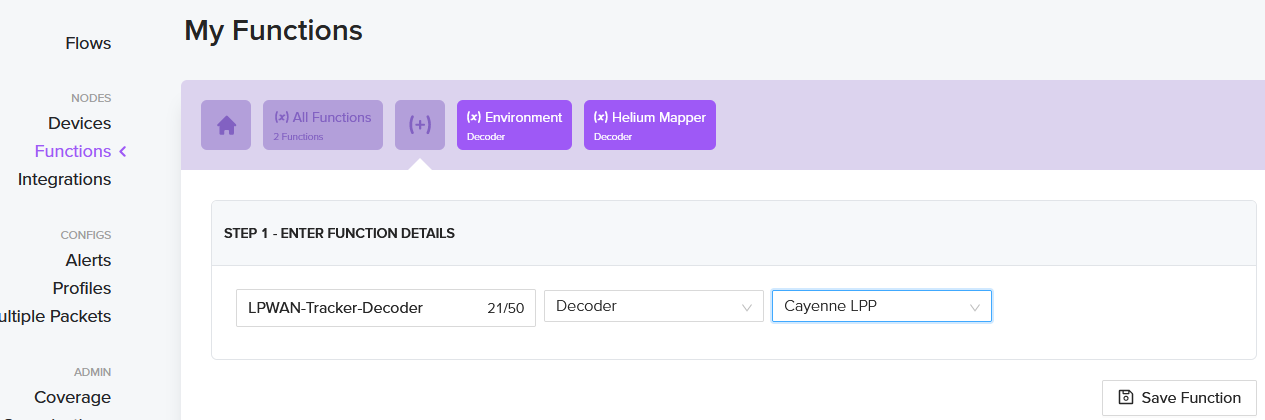 My Functions
Flows
NODES
Devices
Functions
Integrations
CONFIGS
Alerts
Profiles
ultiple Packets
ADMIN
Coverage
(x) All Functions
2 Functions
(+)
(x) Environment
Decoder
(x) Helium Mapper
Decoder
STEP 1 - ENTER FUNCTION DETAILS
LPWAN-Tracker-Decoder 21/50
Decoder
Cayenne LPP
Save Function